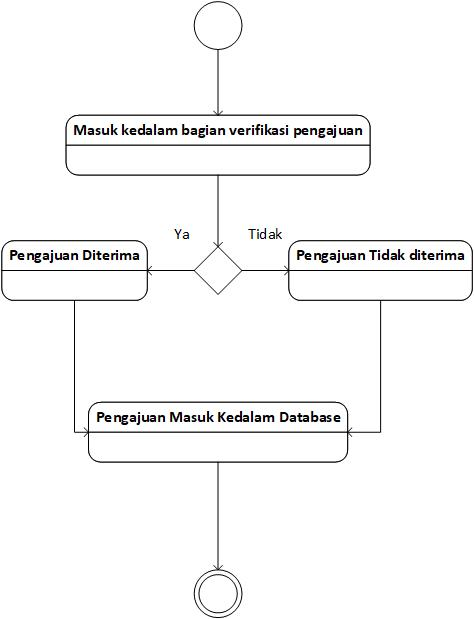 Masuk kedalam bagian verifikasi pengajuan
Ya
Tidak
Pengajuan Diterima
Pengajuan Tidak diterima
Pengajuan Masuk Kedalam Database